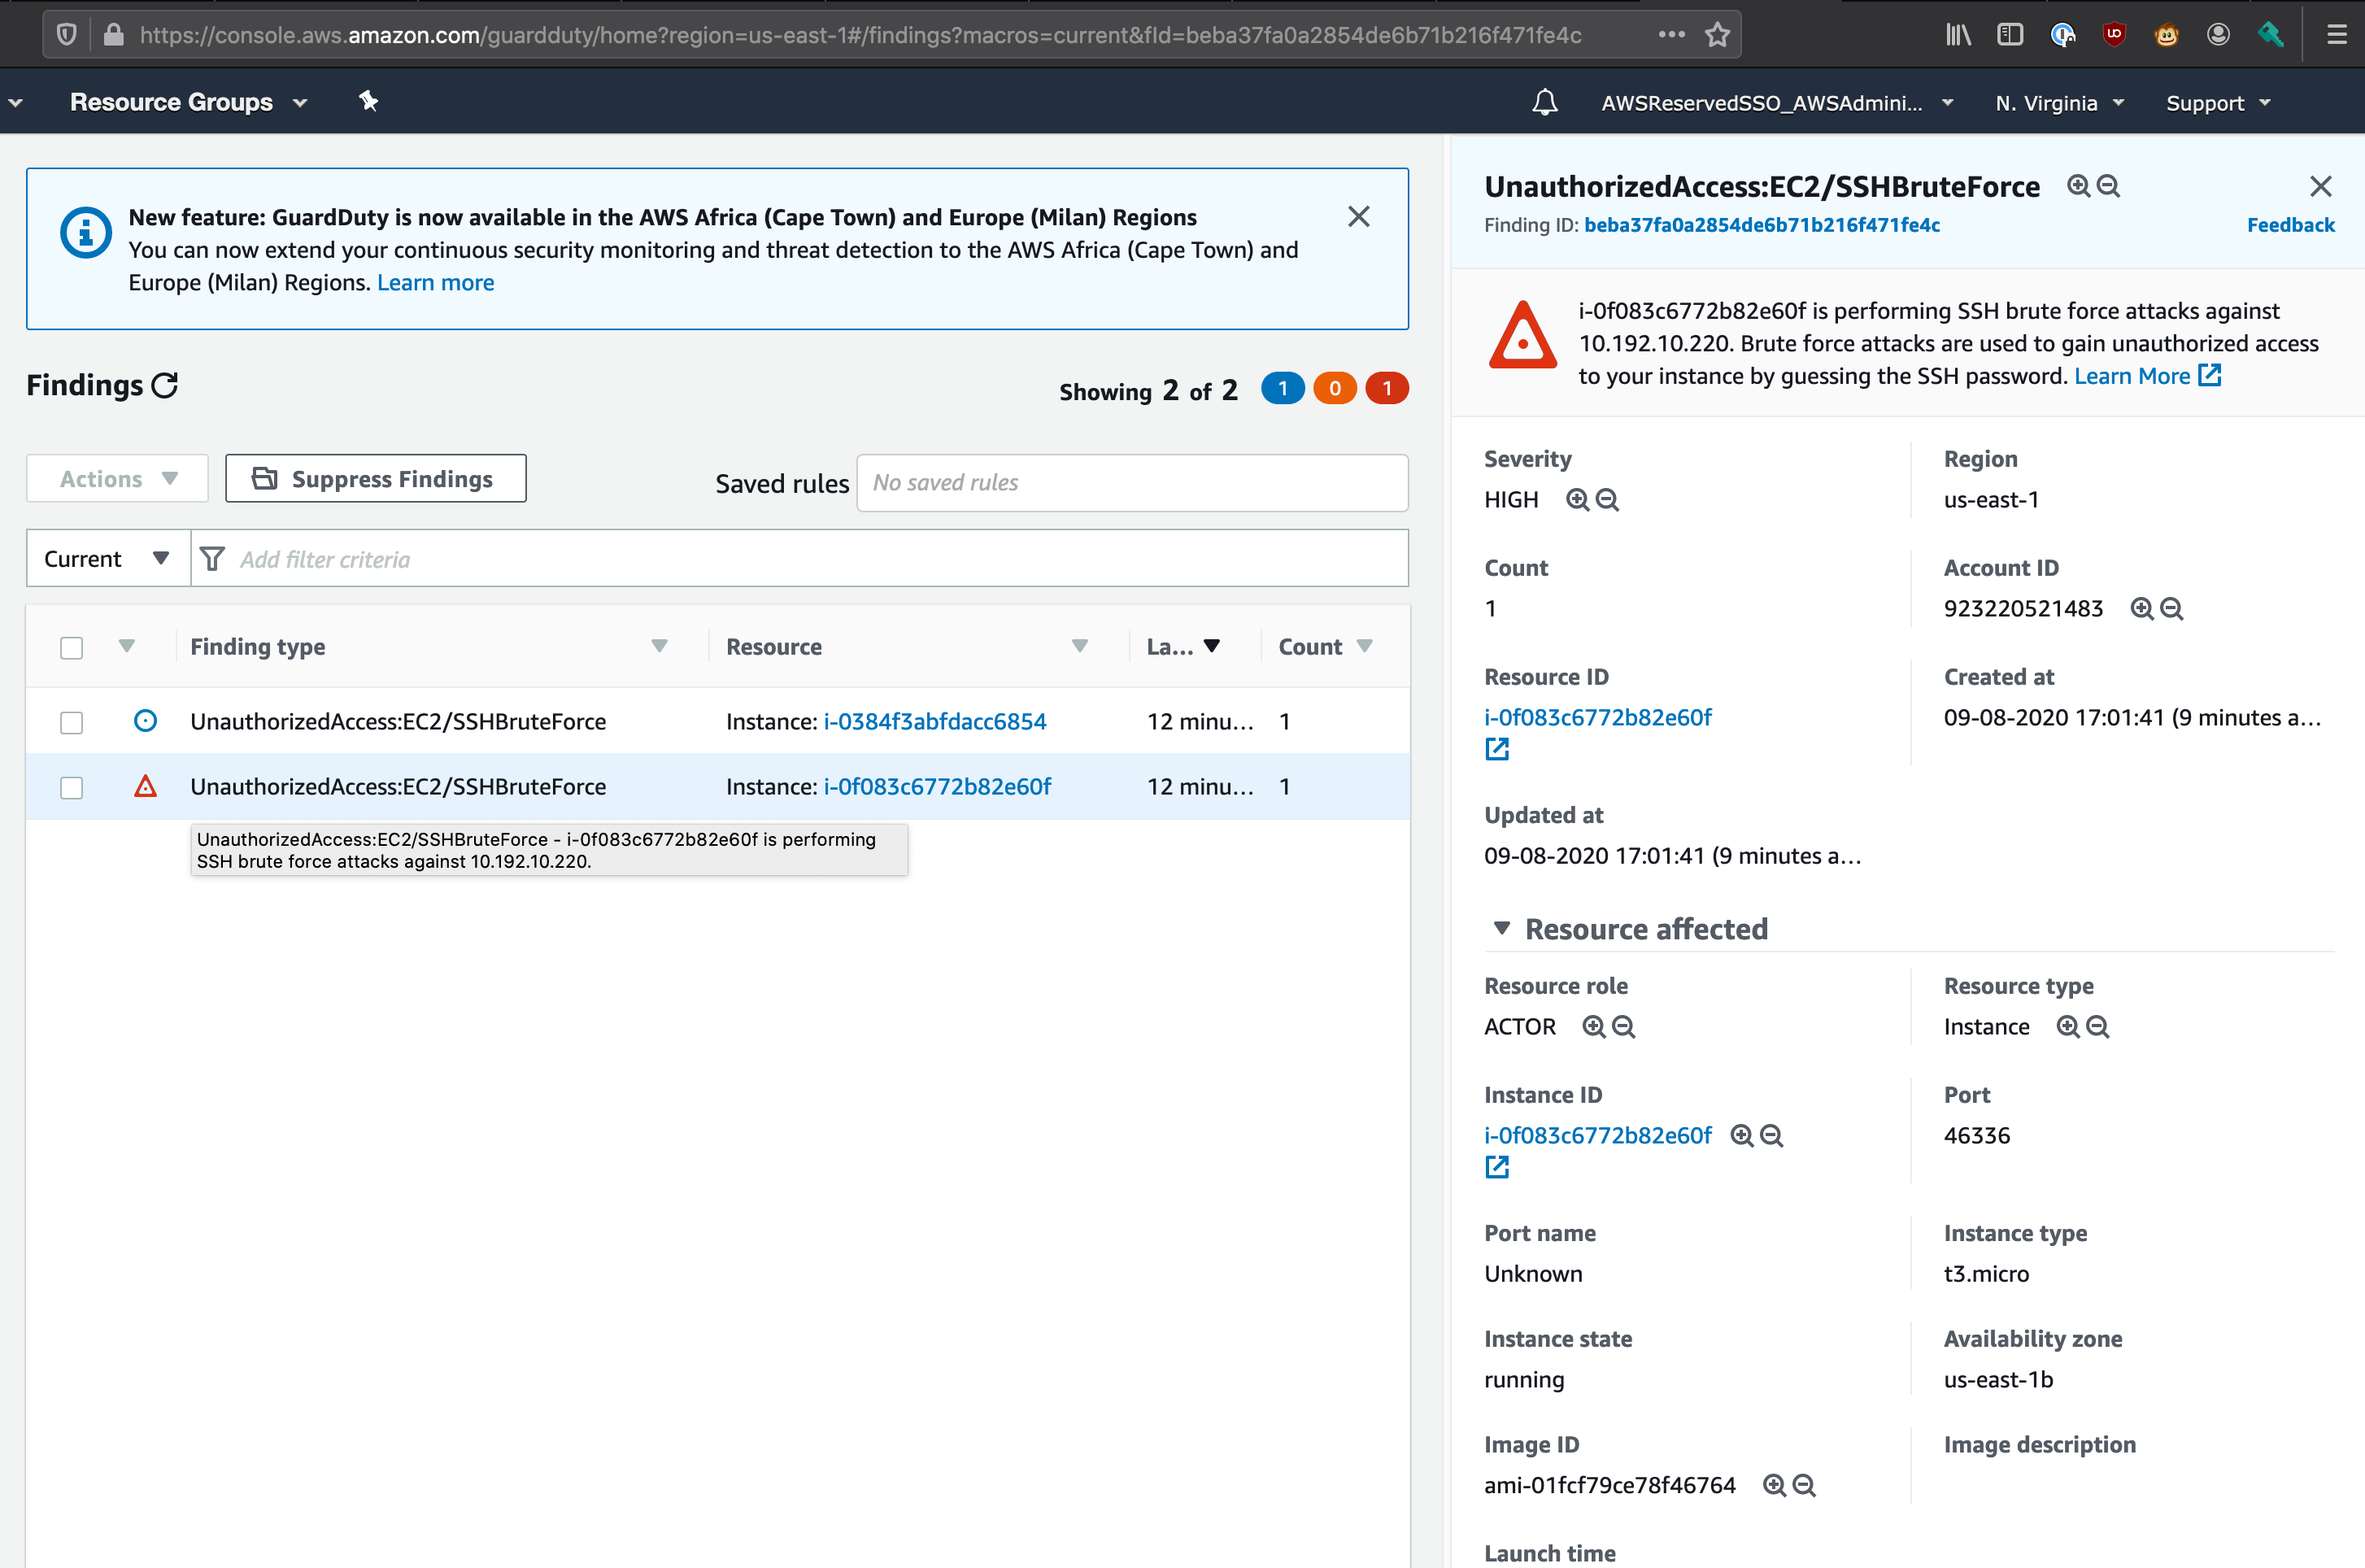 https://console.aws.amazon.com/guardduty/home?region=us-east-1#/findings?macros=current&fId=beba37fa0a2854de6b71b216f471fe4c
Resource Groups
AWSReservedSSO_AWSAdmini...
N. Virginia
Support
New feature: GuardDuty is now available in the AWS Africa (Cape Town) and Europe (Milan) Regions
You can now extend your continuous security monitoring and threat detection to the AWS Africa (Cape Town) and
Europe (Milan) Regions. Learn more
Findings
Showing 2 of 2
1
0
1
Actions
Suppress Findings
Saved rules
No saved rules
Current
Add filter criteria
Finding type
Resource
La...
Count
UnauthorizedAccess:EC2/SSHBruteForce
Instance: i-0384f3abfdacc6854
12 minu...
1
UnauthorizedAccess:EC2/SSHBruteForce
Instance: i-0f083c6772b82e60f
12 minu...
1
UnauthorizedAccess:EC2/SSHBruteForce - i-0f083c6772b82e60f is performing
SSH brute force attacks against 10.192.10.220.
UnauthorizedAccess:EC2/SSHBruteForce
Finding ID: beba37fa0a2854de6b71b216f471fe4c
Feedback
i-0f083c6772b82e60f is performing SSH brute force attacks against
10.192.10.220. Brute force attacks are used to gain unauthorized access
to your instance by guessing the SSH password. Learn More
Severity
HIGH
Region
us-east-1
Count
1
Account ID
923220521483
Resource ID
i-0f083c6772b82e60f
Created at
09-08-2020 17:01:41 (9 minutes a...
Updated at
09-08-2020 17:01:41 (9 minutes a...
Resource affected
Resource role
ACTOR
Resource type
Instance
Instance ID
i-0f083c6772b82e60f
Port
46336
Port name
Unknown
Instance type
t3.micro
Instance state
running
Availability zone
us-east-1b
Image ID
ami-01fcf79ce78f46764
Image description
Launch time